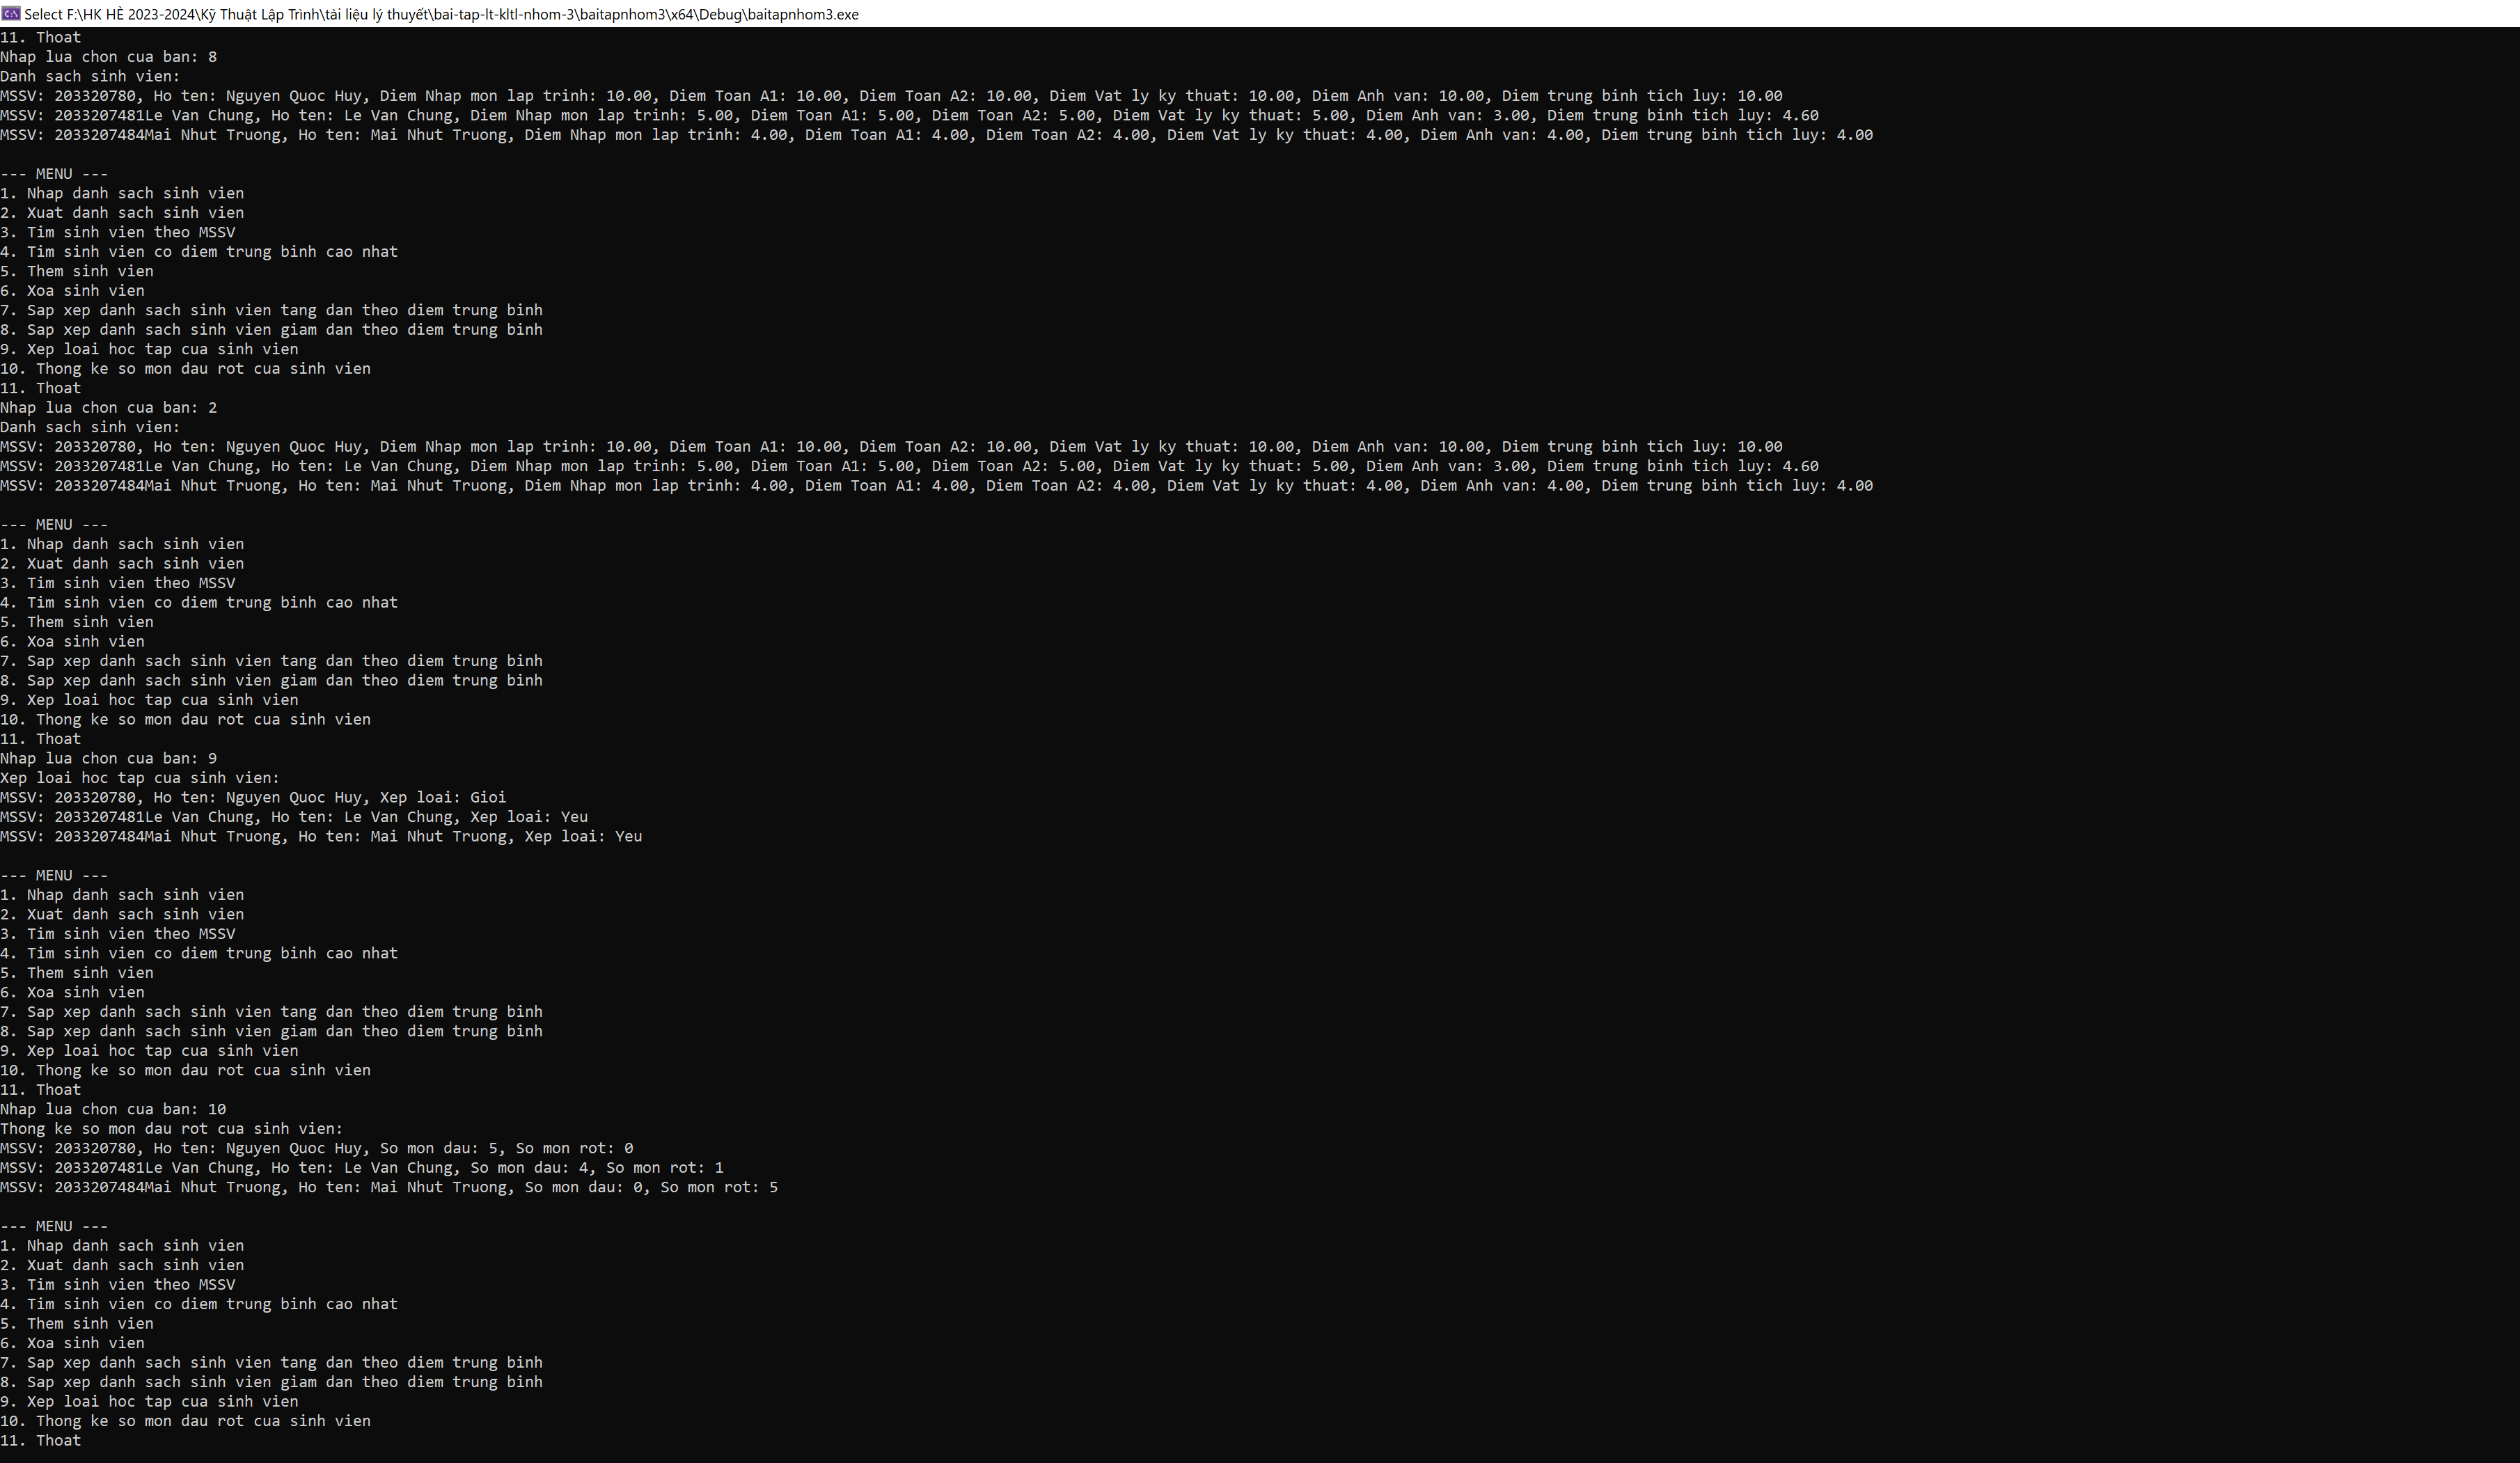 Select F:\HK HÈ 2023-2024\Kỹ Thuật Lập Trình\tài liệu lý thuyết\bai-tap-lt-kltl-nhom-3\baitapnhom3\x64\Debug\baitapnhom3.exe
11. Thoat
Nhap lua chon cua ban: 8
Danh sach sinh vien:
MSSV: 203320780, Ho ten: Nguyen Quoc Huy, Diem Nhap mon lap trinh: 10.00, Diem Toan A1: 10.00, Diem Toan A2: 10.00, Diem Vat ly ky thuat: 10.00, Diem Anh van: 10.00, Diem trung binh tich luy: 10.00
MSSV: 2033207481Le Van Chung, Ho ten: Le Van Chung, Diem Nhap mon lap trinh: 5.00, Diem Toan A1: 5.00, Diem Toan A2: 5.00, Diem Vat ly ky thuat: 5.00, Diem Anh van: 3.00, Diem trung binh tich luy: 4.60
MSSV: 2033207484Mai Nhut Truong, Ho ten: Mai Nhut Truong, Diem Nhap mon lap trinh: 4.00, Diem Toan A1: 4.00, Diem Toan A2: 4.00, Diem Vat ly ky thuat: 4.00, Diem Anh van: 4.00, Diem trung binh tich luy: 4.00
--- MENU ---
1. Nhap danh sach sinh vien
2. Xuat danh sach sinh vien
3. Tim sinh vien theo MSSV
4. Tim sinh vien co diem trung binh cao nhat
5. Them sinh vien
6. Xoa sinh vien
7. Sap xep danh sach sinh vien tang dan theo diem trung binh
8. Sap xep danh sach sinh vien giam dan theo diem trung binh
9. Xep loai hoc tap cua sinh vien
10. Thong ke so mon dau rot cua sinh vien
11. Thoat
Nhap lua chon cua ban: 2
Danh sach sinh vien:
MSSV: 203320780, Ho ten: Nguyen Quoc Huy, Diem Nhap mon lap trinh: 10.00, Diem Toan A1: 10.00, Diem Toan A2: 10.00, Diem Vat ly ky thuat: 10.00, Diem Anh van: 10.00, Diem trung binh tich luy: 10.00
MSSV: 2033207481Le Van Chung, Ho ten: Le Van Chung, Diem Nhap mon lap trinh: 5.00, Diem Toan A1: 5.00, Diem Toan A2: 5.00, Diem Vat ly ky thuat: 5.00, Diem Anh van: 3.00, Diem trung binh tich luy: 4.60
MSSV: 2033207484Mai Nhut Truong, Ho ten: Mai Nhut Truong, Diem Nhap mon lap trinh: 4.00, Diem Toan A1: 4.00, Diem Toan A2: 4.00, Diem Vat ly ky thuat: 4.00, Diem Anh van: 4.00, Diem trung binh tich luy: 4.00
--- MENU ---
1. Nhap danh sach sinh vien
2. Xuat danh sach sinh vien
3. Tim sinh vien theo MSSV
4. Tim sinh vien co diem trung binh cao nhat
5. Them sinh vien
6. Xoa sinh vien
7. Sap xep danh sach sinh vien tang dan theo diem trung binh
8. Sap xep danh sach sinh vien giam dan theo diem trung binh
9. Xep loai hoc tap cua sinh vien
10. Thong ke so mon dau rot cua sinh vien
11. Thoat
Nhap lua chon cua ban: 9
Xep loai hoc tap cua sinh vien:
MSSV: 203320780, Ho ten: Nguyen Quoc Huy, Xep loai: Gioi
MSSV: 2033207481Le Van Chung, Ho ten: Le Van Chung, Xep loai: Yeu
MSSV: 2033207484Mai Nhut Truong, Ho ten: Mai Nhut Truong, Xep loai: Yeu
--- MENU ---
1. Nhap danh sach sinh vien
2. Xuat danh sach sinh vien
3. Tim sinh vien theo MSSV
4. Tim sinh vien co diem trung binh cao nhat
5. Them sinh vien
6. Xoa sinh vien
7. Sap xep danh sach sinh vien tang dan theo diem trung binh
8. Sap xep danh sach sinh vien giam dan theo diem trung binh
9. Xep loai hoc tap cua sinh vien
10. Thong ke so mon dau rot cua sinh vien
11. Thoat
Nhap lua chon cua ban: 10
Thong ke so mon dau rot cua sinh vien:
MSSV: 203320780, Ho ten: Nguyen Quoc Huy, So mon dau: 5, So mon rot: 0
MSSV: 2033207481Le Van Chung, Ho ten: Le Van Chung, So mon dau: 4, So mon rot: 1
MSSV: 2033207484Mai Nhut Truong, Ho ten: Mai Nhut Truong, So mon dau: 0, So mon rot: 5
--- MENU ---
1. Nhap danh sach sinh vien
2. Xuat danh sach sinh vien
3. Tim sinh vien theo MSSV
4. Tim sinh vien co diem trung binh cao nhat
5. Them sinh vien
6. Xoa sinh vien
7. Sap xep danh sach sinh vien tang dan theo diem trung binh
8. Sap xep danh sach sinh vien giam dan theo diem trung binh
9. Xep loai hoc tap cua sinh vien
10. Thong ke so mon dau rot cua sinh vien
11. Thoat